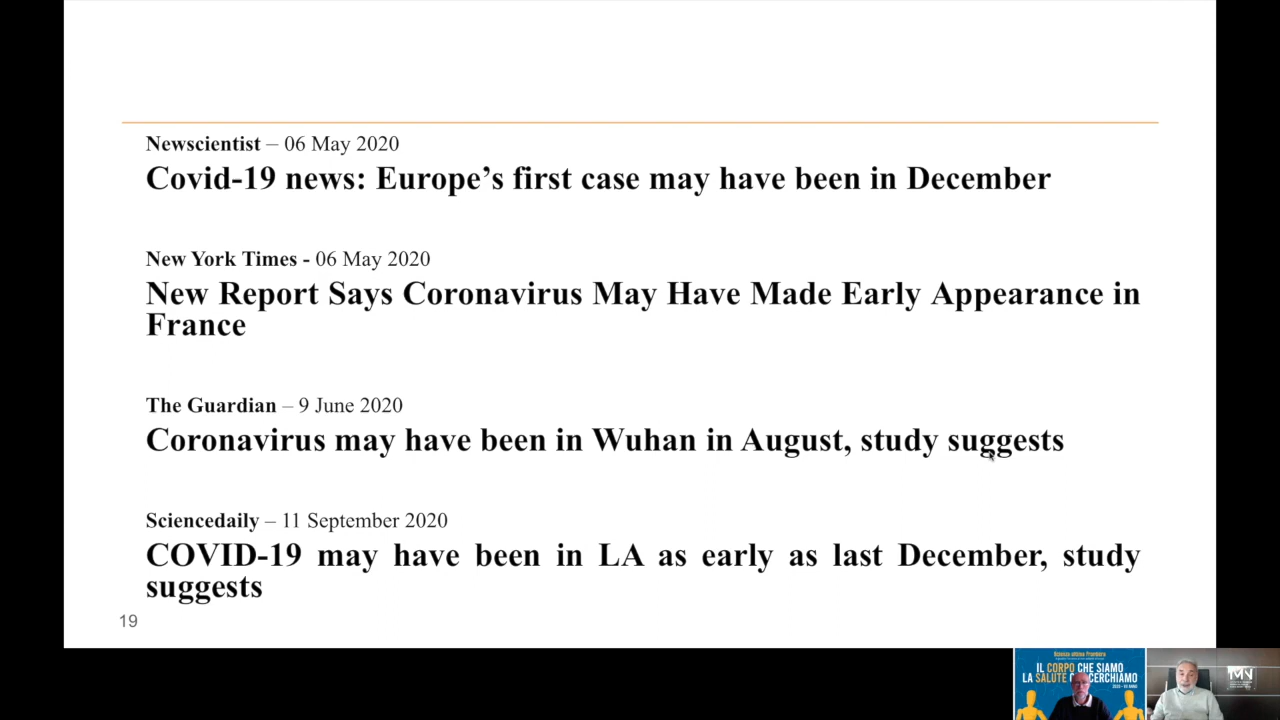 Newscientist – 06 May 2020
Covid-19 news: Europe’s first case may have been in December
New York Times - 06 May 2020
New Report Says Coronavirus May Have Made Early Appearance in
France
The Guardian – 9 June 2020
Coronavirus may have been in Wuhan in August, study suggests
Sciencedaily – 11 September 2020
COVID-19 may have been in LA as early as last December, study
suggests
19
IL CORPO CHE SIAMO
LA SALUTE